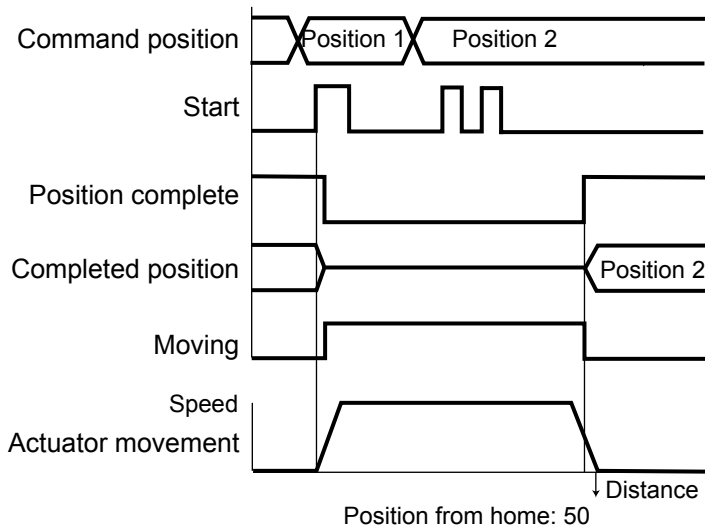 Command position
Position 1
Position 2
Start
Position complete
Completed position
Position 2
Moving
Speed
Actuator movement
Distance
Position from home: 50